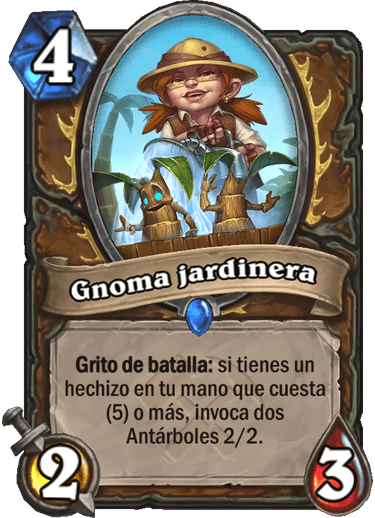 4
Gnoma jardinera
Grito de batalla: si tienes un
hechizo en tu mano que cuesta
(5) o más, invoca dos
Antárboles 2/2.
2
3